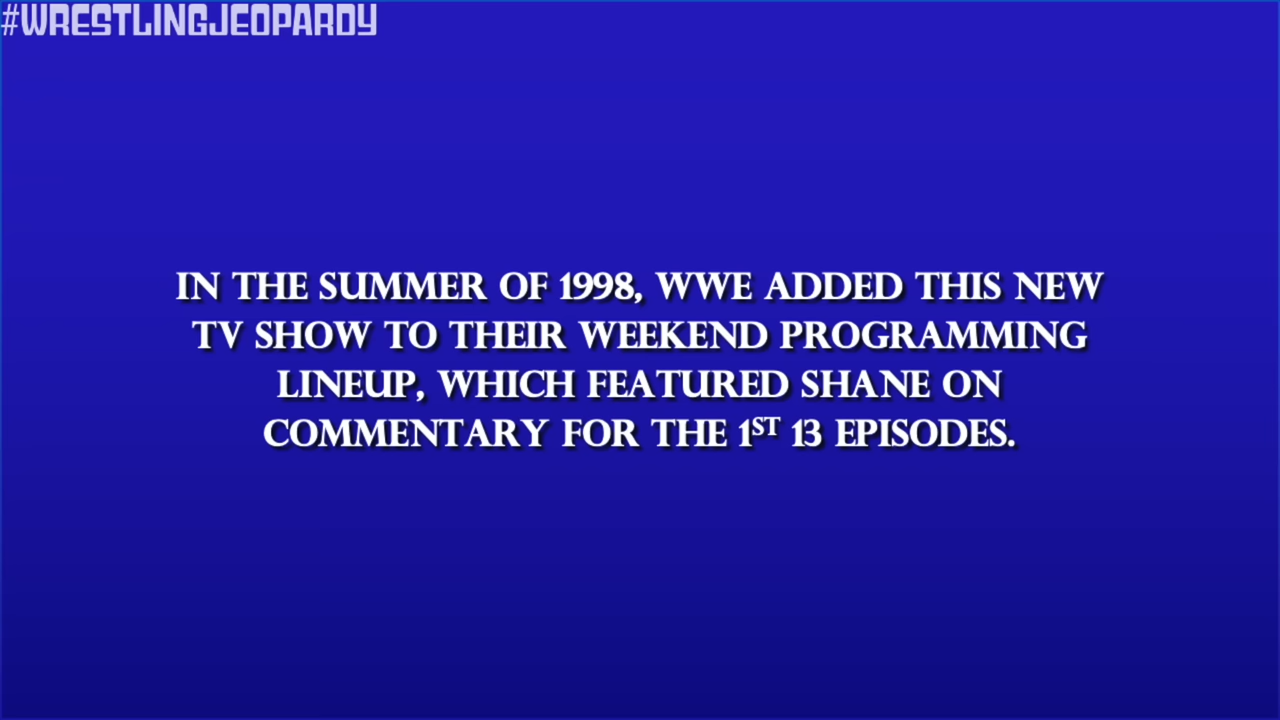 #WRESTLINGJEOPARDY
IN THE SUMMER OF 1998, WWE ADDED THIS NEW
TV SHOW TO THEIR WEEKEND PROGRAMMING
LINEUP, WHICH FEATURED SHANE ON
COMMENTARY FOR THE 1ST 13 EPISODES.